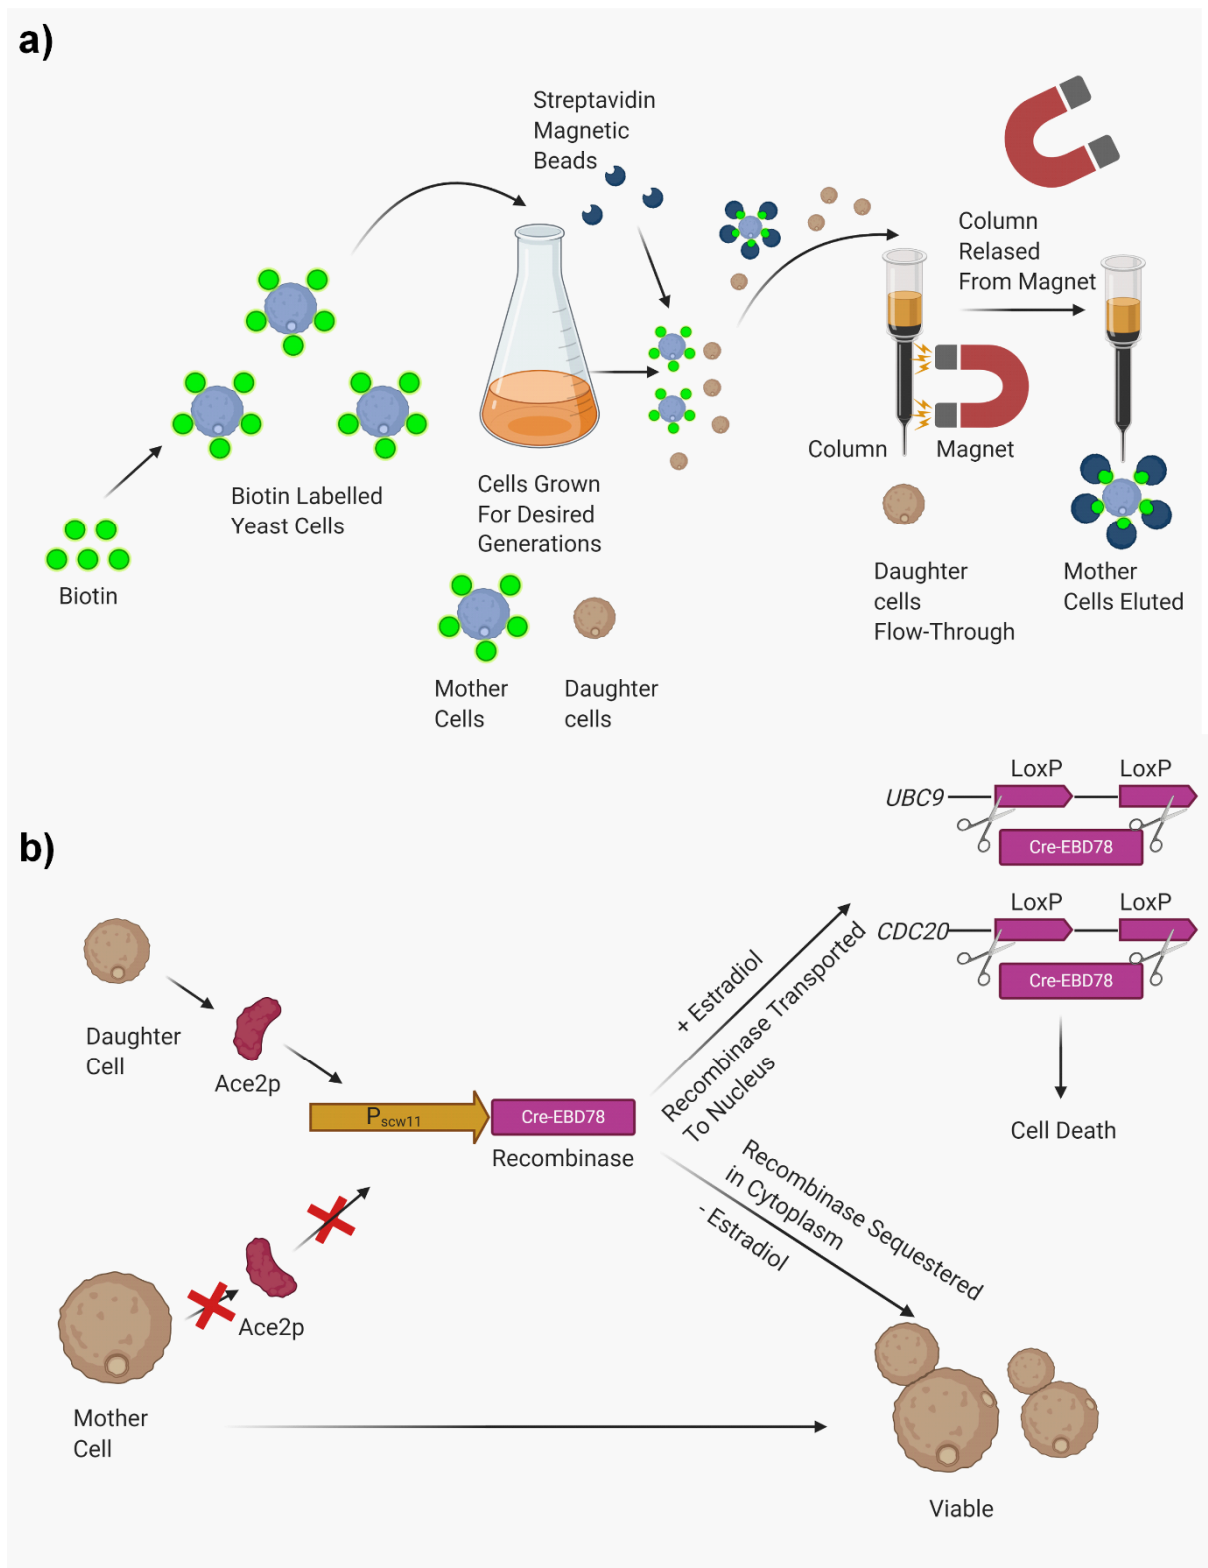 a)
Streptavidin
Magnetic
Beads
Column
Relased
From Magnet
Biotin Labelled
Yeast Cells
Biotin
Cells Grown
For Desired
Generations
Column
Magnet
Daughter
cells
Flow-Through
Mother
Cells Eluted
Mother
Cells
Daughter
cells
b)
LoxP LoxP
UBC9
Cre-EBD78
LoxP LoxP
CDC20
Cre-EBD78
Cell Death
Daughter
Cell
Ace2p
Pscw11
Cre-EBD78
Recombinase
+ Estradiol
Recombinase Transported
To Nucleus
Recombinase Sequestered
in Cytoplasm
- Estradiol
Ace2p
Mother
Cell
Viable